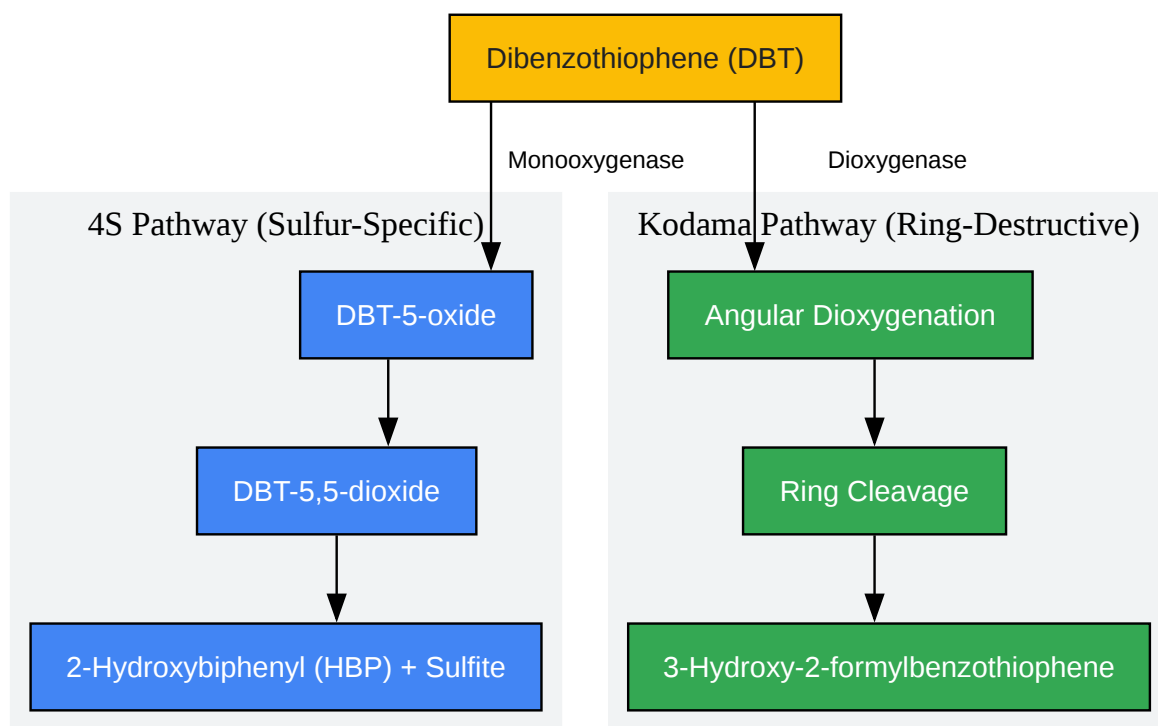 Dibenzothiophene (DBT)
Monooxygenase
Dioxygenase
4S Pathway (Sulfur-Specific)
Kodama Pathway (Ring-Destructive)
DBT-5-oxide
Angular Dioxygenation
DBT-5,5-dioxide
Ring Cleavage
2-Hydroxybiphenyl (HBP) + Sulfite
3-Hydroxy-2-formylbenzothiophene